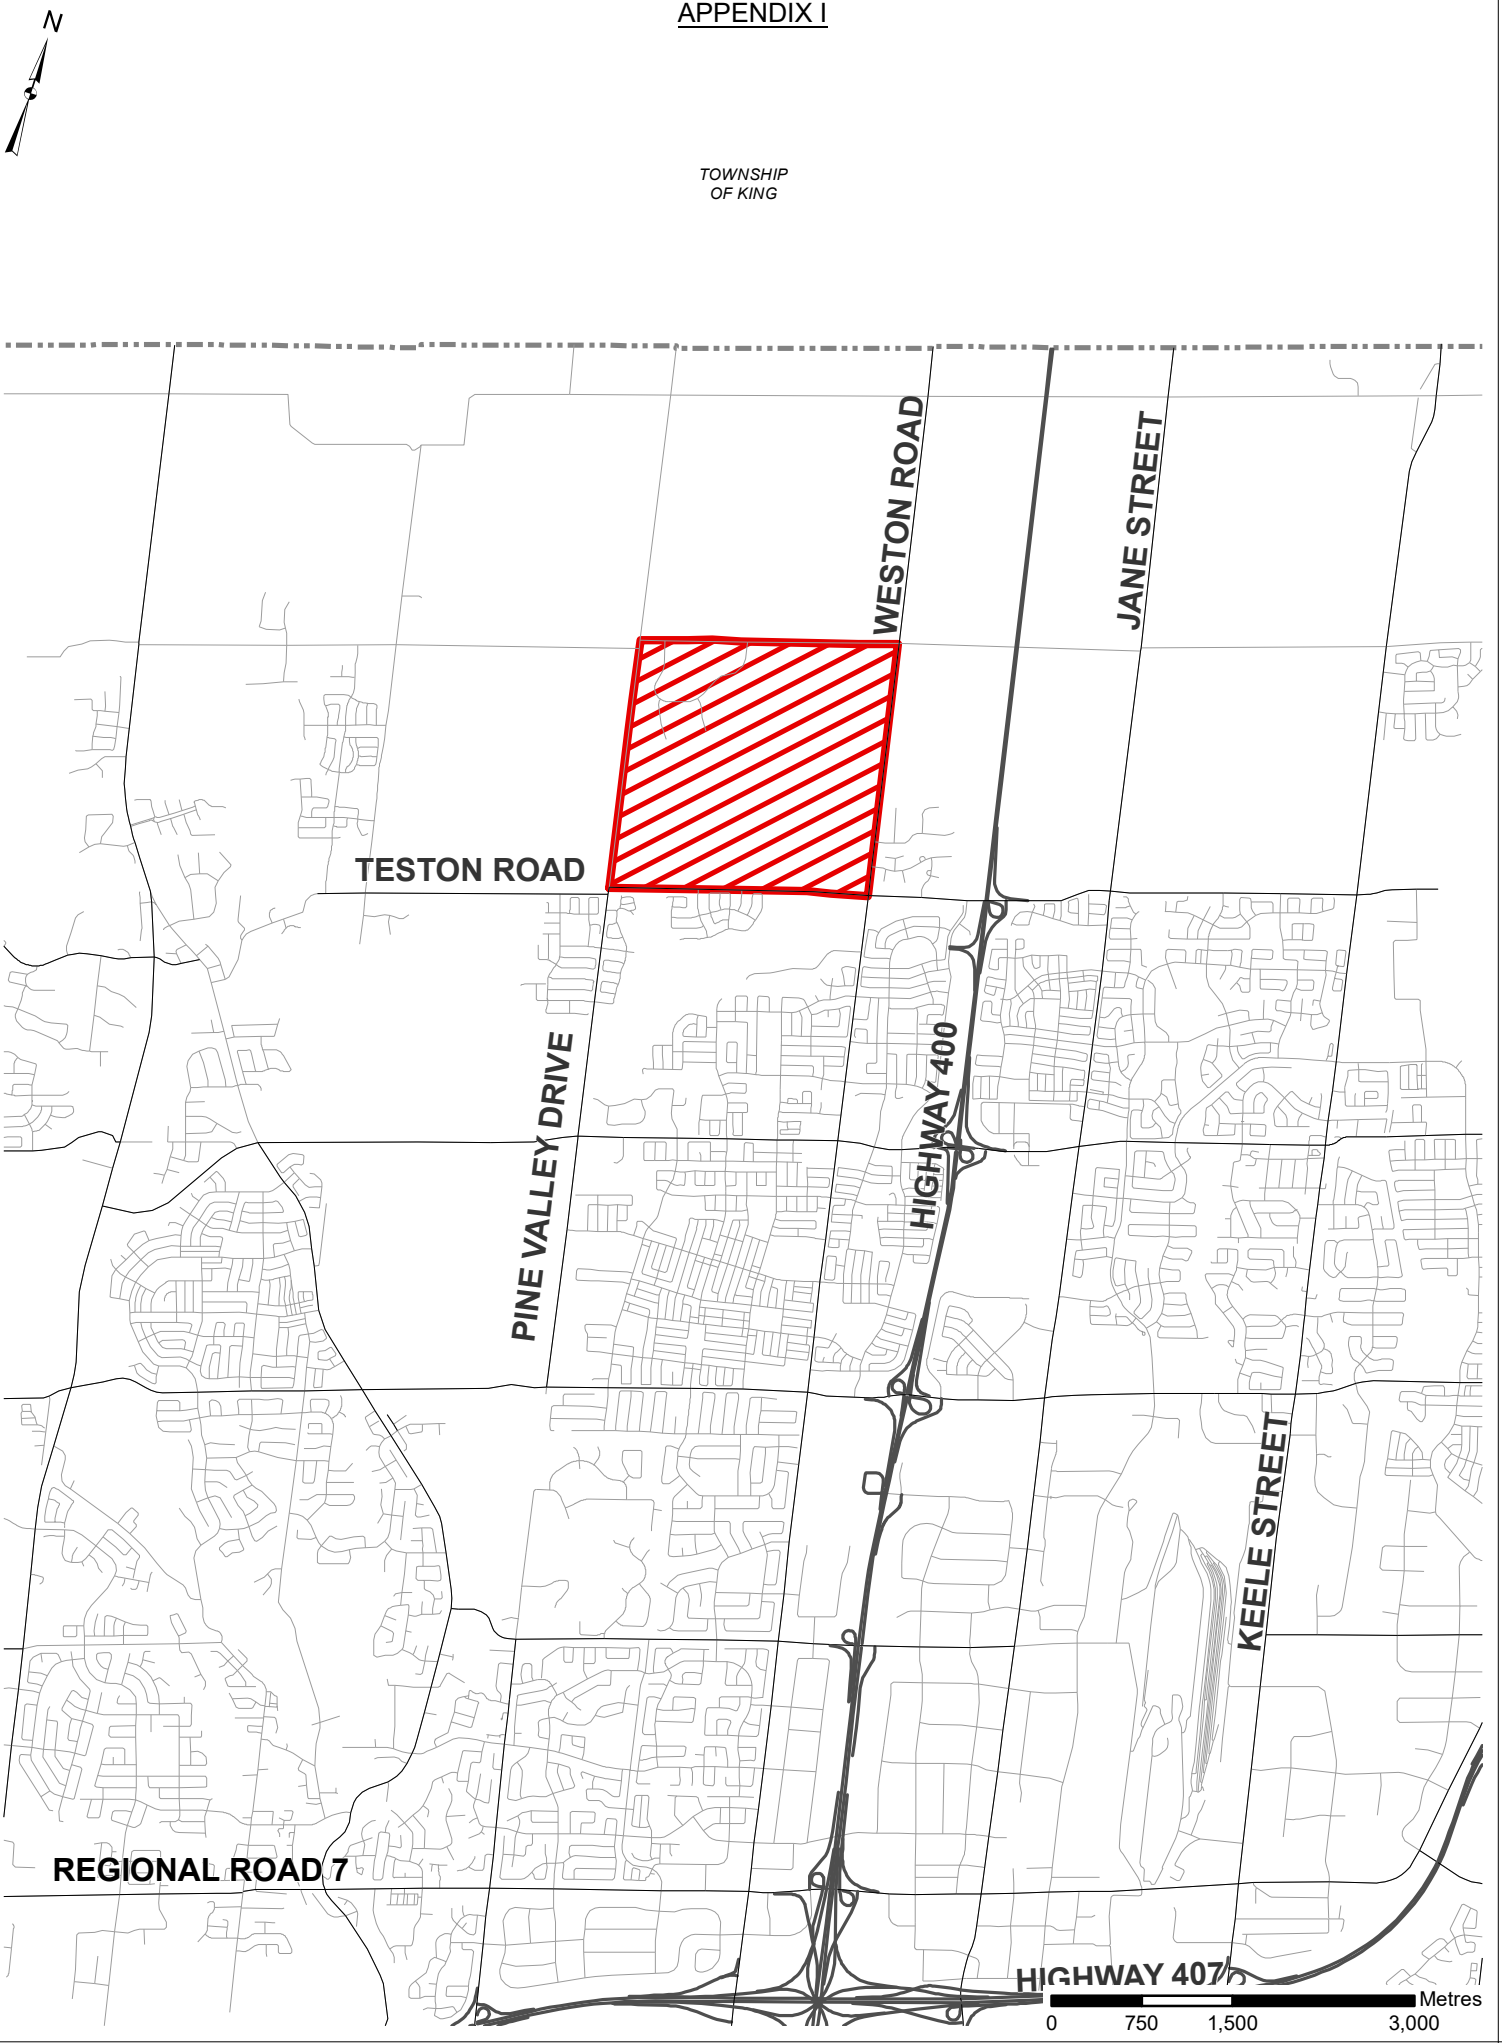 APPENDIX I
N
TOWNSHIP
OF KING
WESTON ROAD
JANE STREET
TESTON ROAD
PINE VALLEY DRIVE
HIGHWAY 400
KEELE STREET
REGIONAL ROAD 7
HIGHWAY 407
Metres
0 750 1,500 3,000